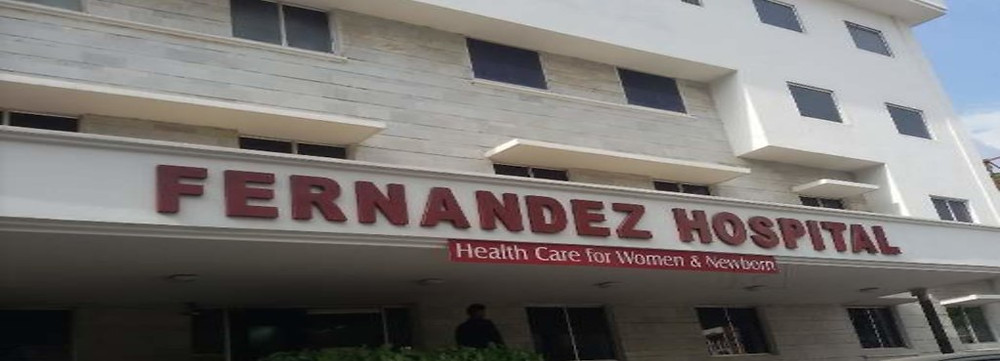 FERNANDEZ HOSPITAL
Health Care for Women & Newborn